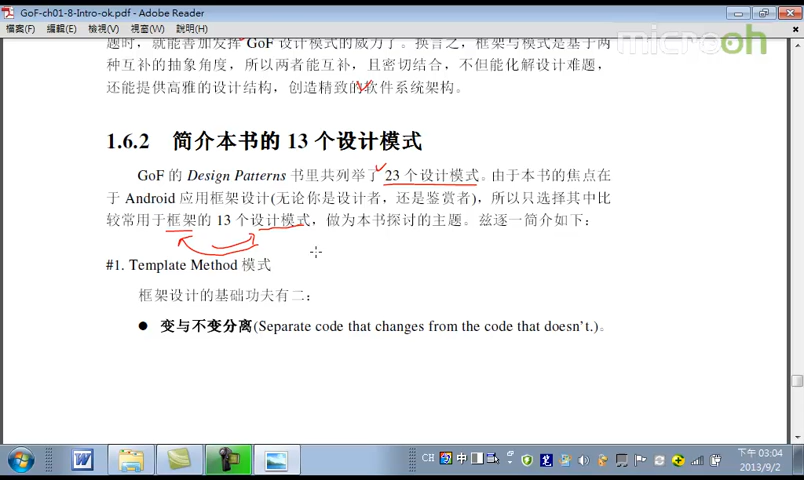 GoF-ch01-8-Intro-ok.pdf - Adobe Reader
檔案(F) 編輯(E) 檢視(V) 視窗(W) 說明(H)
microoh
题时，就能善加发挥 GoF 设计模式的威力了。换言之，框架与模式是基于两
种互补的抽象角度，所以两者能互补，且密切结合，不但能化解设计难题，
还能提供高雅的设计结构，创造精致的软件系统架构。
1.6.2 简介本书的 13 个设计模式
GoF 的 Design Patterns 书里共列举了 23 个设计模式。由于本书的焦点在
于 Android 应用框架设计(无论你是设计者，还是鉴赏者)，所以只选择其中比
较常用于框架的 13 个设计模式，做为本书探讨的主题。兹逐一简介如下：
#1. Template Method 模式
框架设计的基础功夫有二：
● 变与不变分离(Separate code that changes from the code that doesn't.)。
CH 中
下午 03:04
2013/9/2